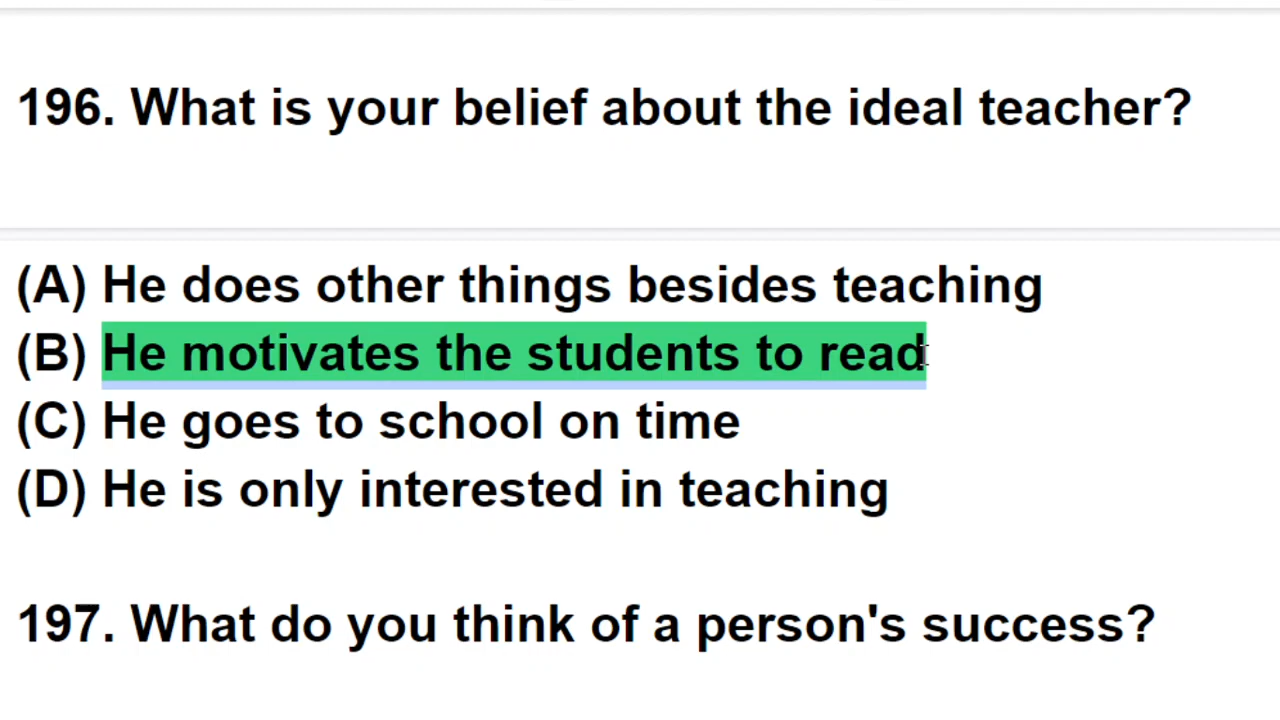 196. What is your belief about the ideal teacher?
(A) He does other things besides teaching
(B) He motivates the students to read
(C) He goes to school on time
(D) He is only interested in teaching
197. What do you think of a person's success?